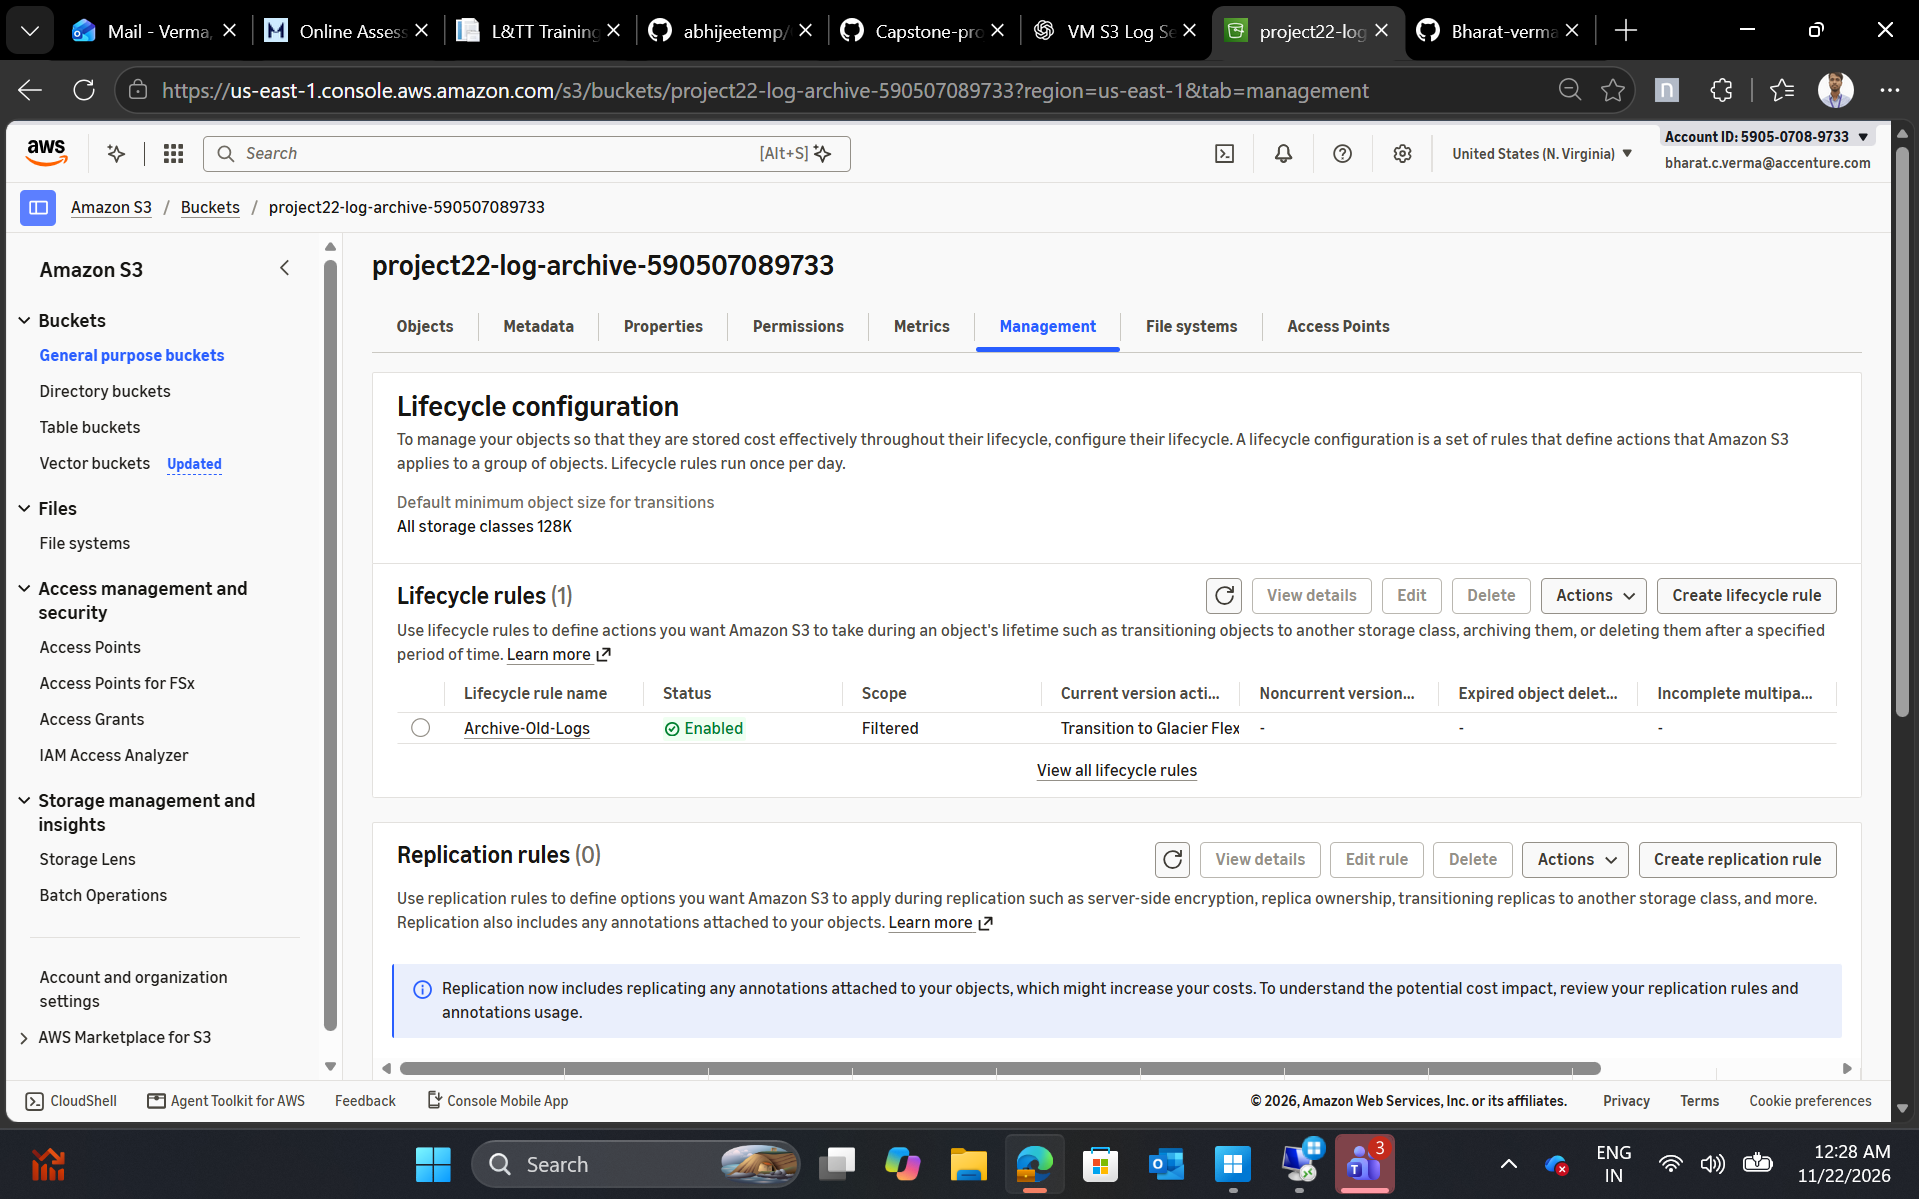 Mail - Verma,
Online Assess
L&TT Training
abhijeetemp/
Capstone-pro
VM S3 Log Se
project22-log
Bharat-verma
https://us-east-1.console.aws.amazon.com/s3/buckets/project22-log-archive-590507089733?region=us-east-1&tab=management
aws
Search
[Alt+S]
United States (N. Virginia)
Account ID: 5905-0708-9733
bharat.c.verma@accenture.com
Amazon S3 / Buckets / project22-log-archive-590507089733
Amazon S3
Buckets
General purpose buckets
Directory buckets
Table buckets
Vector buckets Updated
Files
File systems
Access management and
security
Access Points
Access Points for FSx
Access Grants
IAM Access Analyzer
Storage management and
insights
Storage Lens
Batch Operations
Account and organization
settings
AWS Marketplace for S3
project22-log-archive-590507089733
Objects
Metadata
Properties
Permissions
Metrics
Management
File systems
Access Points
Lifecycle configuration
To manage your objects so that they are stored cost effectively throughout their lifecycle, configure their lifecycle. A lifecycle configuration is a set of rules that define actions that Amazon S3
applies to a group of objects. Lifecycle rules run once per day.
Default minimum object size for transitions
All storage classes 128K
Lifecycle rules (1)
View details
Edit
Delete
Actions
Create lifecycle rule
Use lifecycle rules to define actions you want Amazon S3 to take during an object's lifetime such as transitioning objects to another storage class, archiving them, or deleting them after a specified
period of time. Learn more
Lifecycle rule name
Status
Scope
Current version acti...
Noncurrent version...
Expired object delet...
Incomplete multipa...
Archive-Old-Logs
Enabled
Filtered
Transition to Glacier Flex
-
-
-
View all lifecycle rules
Replication rules (0)
View details
Edit rule
Delete
Actions
Create replication rule
Use replication rules to define options you want Amazon S3 to apply during replication such as server-side encryption, replica ownership, transitioning replicas to another storage class, and more.
Replication also includes any annotations attached to your objects. Learn more
Replication now includes replicating any annotations attached to your objects, which might increase your costs. To understand the potential cost impact, review your replication rules and
annotations usage.
CloudShell
Agent Toolkit for AWS
Feedback
Console Mobile App
© 2026, Amazon Web Services, Inc. or its affiliates.
Privacy
Terms
Cookie preferences
Search
3
ENG
IN
12:28 AM
11/22/2026